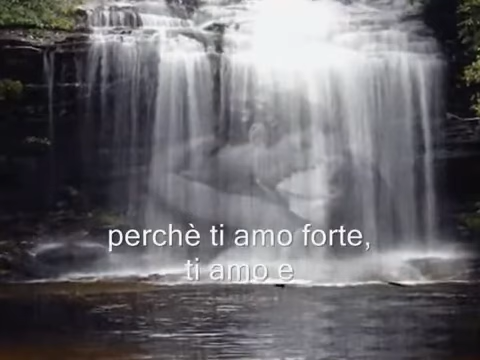 perchè ti amo forte,
ti amo e